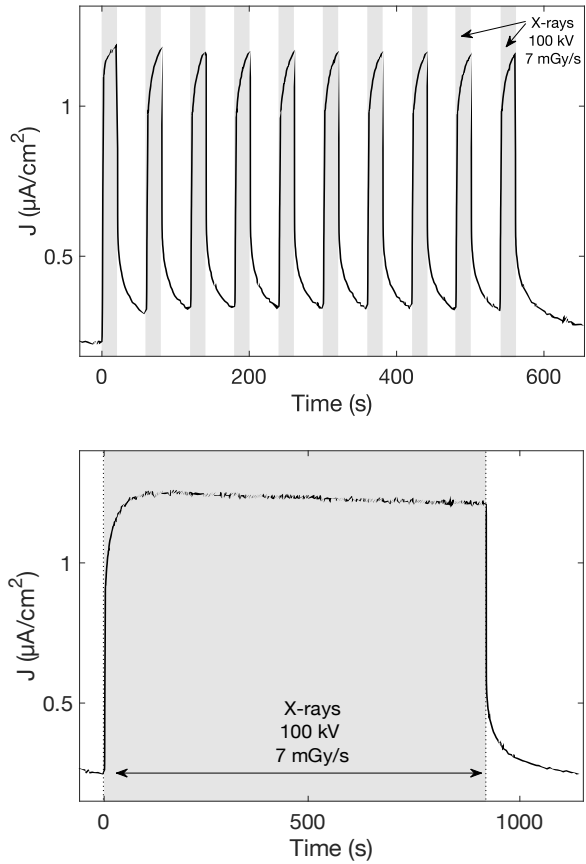 X-rays
100 kV
7 mGy/s
1
0.5
J (μA/cm²)
0 200 400 600
Time (s)
1
0.5
J (μA/cm²)
X-rays
100 kV
7 mGy/s
0 500 1000
Time (s)